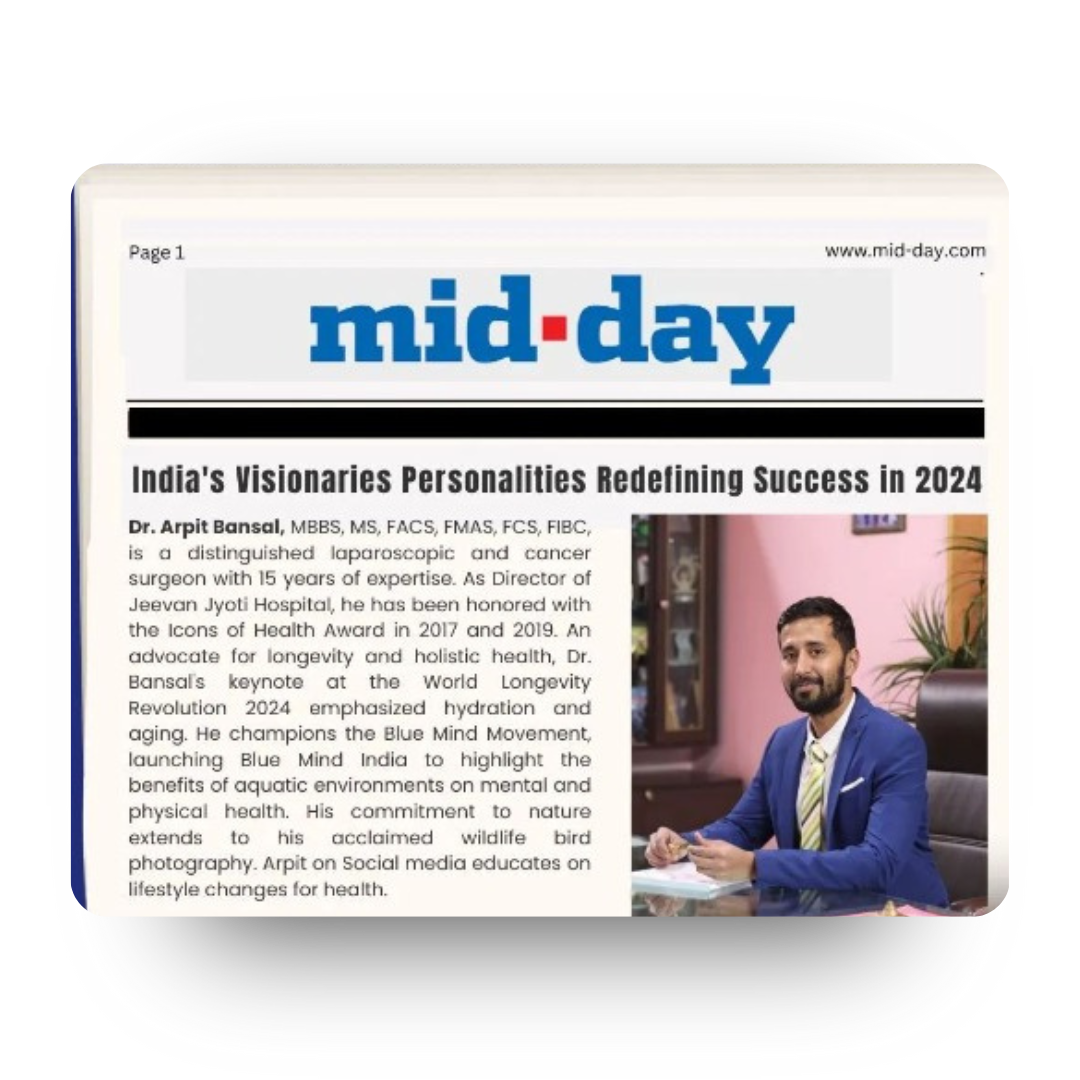 Page 1
www.mid-day.com
mid-day
India's Visionaries Personalities Redefining Success in 2024
Dr. Arpit Bansal, MBBS, MS, FACS, FMAS, FCS, FIBC,
is a distinguished laparoscopic and cancer
surgeon with 15 years of expertise. As Director of
Jeevan Jyoti Hospital, he has been honored with
the Icons of Health Award in 2017 and 2019. An
advocate for longevity and holistic health, Dr.
Bansal's keynote at the World Longevity
Revolution 2024 emphasized hydration and
aging. He champions the Blue Mind Movement,
launching Blue Mind India to highlight the
benefits of aquatic environments on mental and
physical health. His commitment to nature
extends to his acclaimed wildlife bird
photography. Arpit on Social media educates on
lifestyle changes for health.